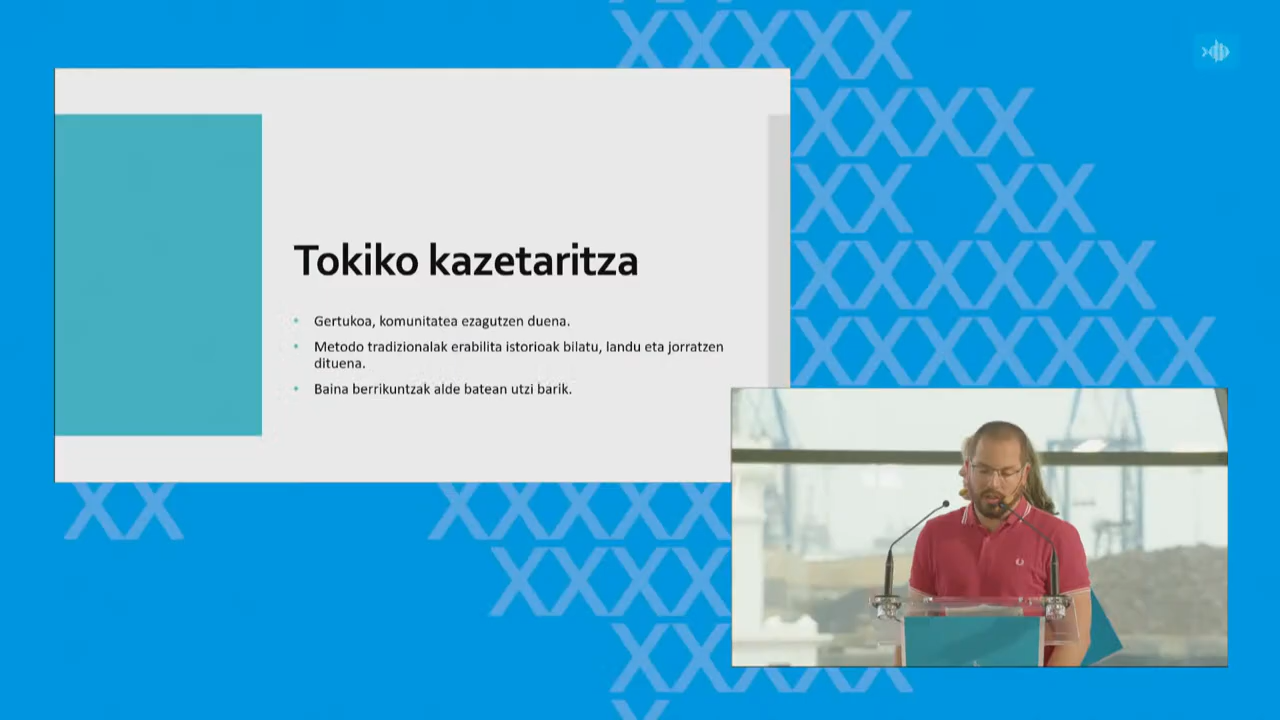 Tokiko kazetaritza
• Gertukoa, komunitatea ezagutzen duena.
• Metodo tradizionalak erabilita istorioak bilatu, landu eta jorratzen
dituena.
• Baina berrikuntzak alde batean utzi barik.